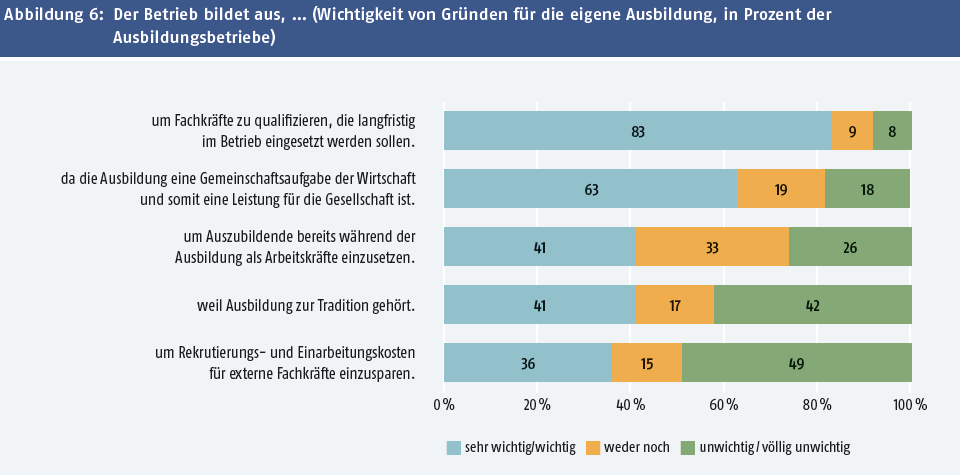 Abbildung 6: Der Betrieb bildet aus, ... (Wichtigkeit von Gründen für die eigene Ausbildung, in Prozent der
Ausbildungsbetriebe)
um Fachkräfte zu qualifizieren, die langfristig
im Betrieb eingesetzt werden sollen.
83 9 8
da die Ausbildung eine Gemeinschaftsaufgabe der Wirtschaft
und somit eine Leistung für die Gesellschaft ist.
63 19 18
um Auszubildende bereits während der
Ausbildung als Arbeitskräfte einzusetzen.
41 33 26
weil Ausbildung zur Tradition gehört.
41 17 42
um Rekrutierungs- und Einarbeitungskosten
für externe Fachkräfte einzusparen.
36 15 49
0 % 20 % 40 % 60 % 80 % 100 %
sehr wichtig/wichtig weder noch unwichtig/völlig unwichtig